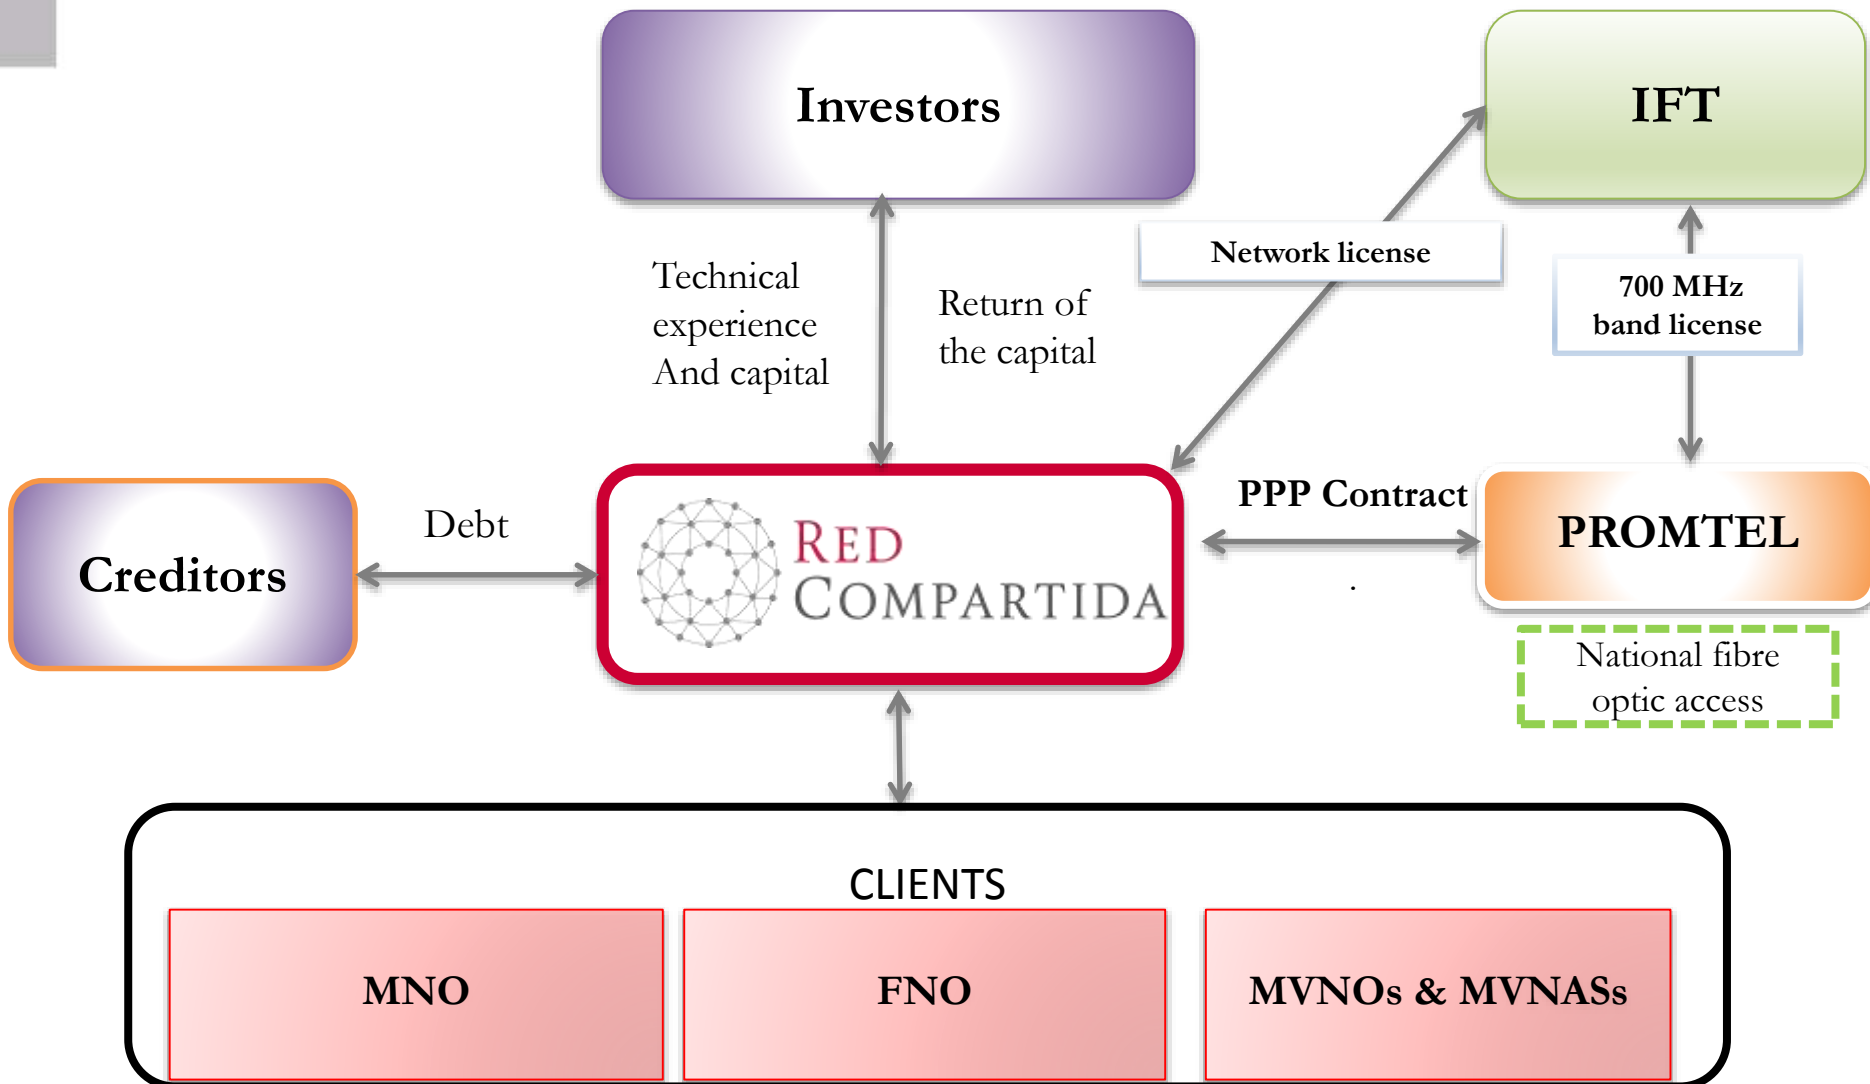 Investors
IFT
Network license
700 MHz
band license
Technical
experience
And capital
Return of
the capital
Creditors
Debt
RED
COMPARTIDA
PPP Contract
.
PROMTEL
National fibre
optic access
CLIENTS
MNO
FNO
MVNOs & MVNASs